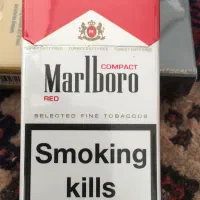 COMPACT
Marlboro
RED
SELECTED FINE TOBACCOS
Smoking
kills